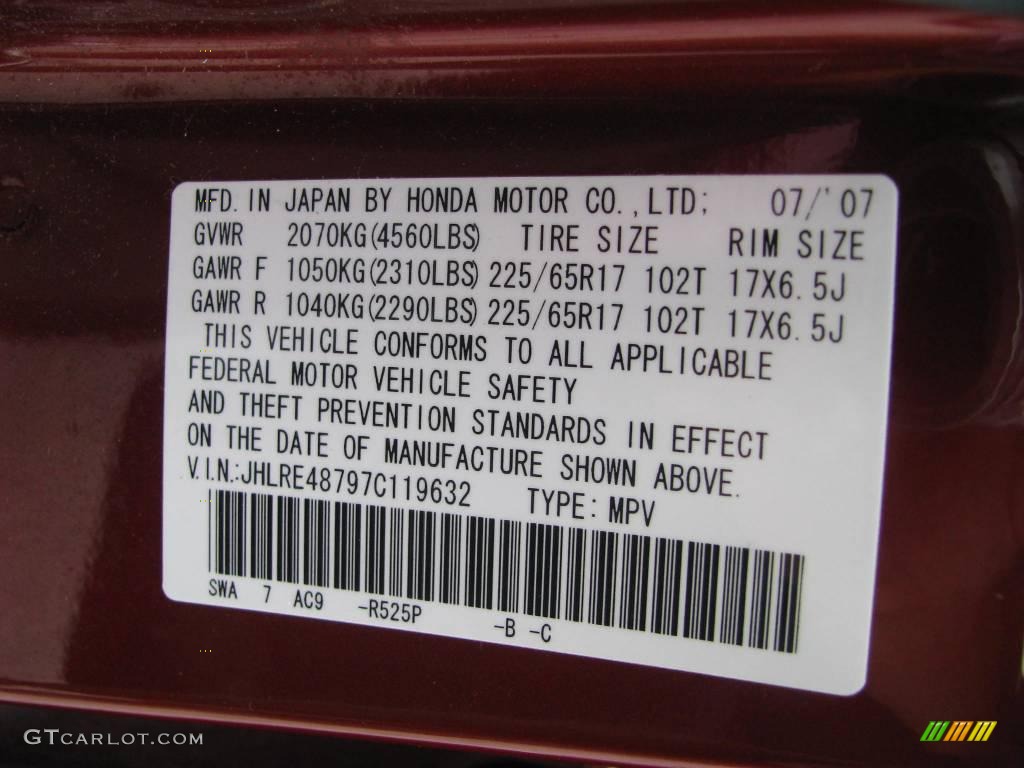 MFD. IN JAPAN BY HONDA MOTOR CO., LTD; 07/'07
GVWR 2070KG(4560LBS) TIRE SIZE RIM SIZE
GAWR F 1050KG(2310LBS) 225/65R17 102T 17X6.5J
GAWR R 1040KG(2290LBS) 225/65R17 102T 17X6.5J
THIS VEHICLE CONFORMS TO ALL APPLICABLE
FEDERAL MOTOR VEHICLE SAFETY
AND THEFT PREVENTION STANDARDS IN EFFECT
ON THE DATE OF MANUFACTURE SHOWN ABOVE.
V.I.N:JHLRE48797C119632 TYPE: MPV
SWA 7 AC9 -R525P -B -C
GTCARLOT.COM